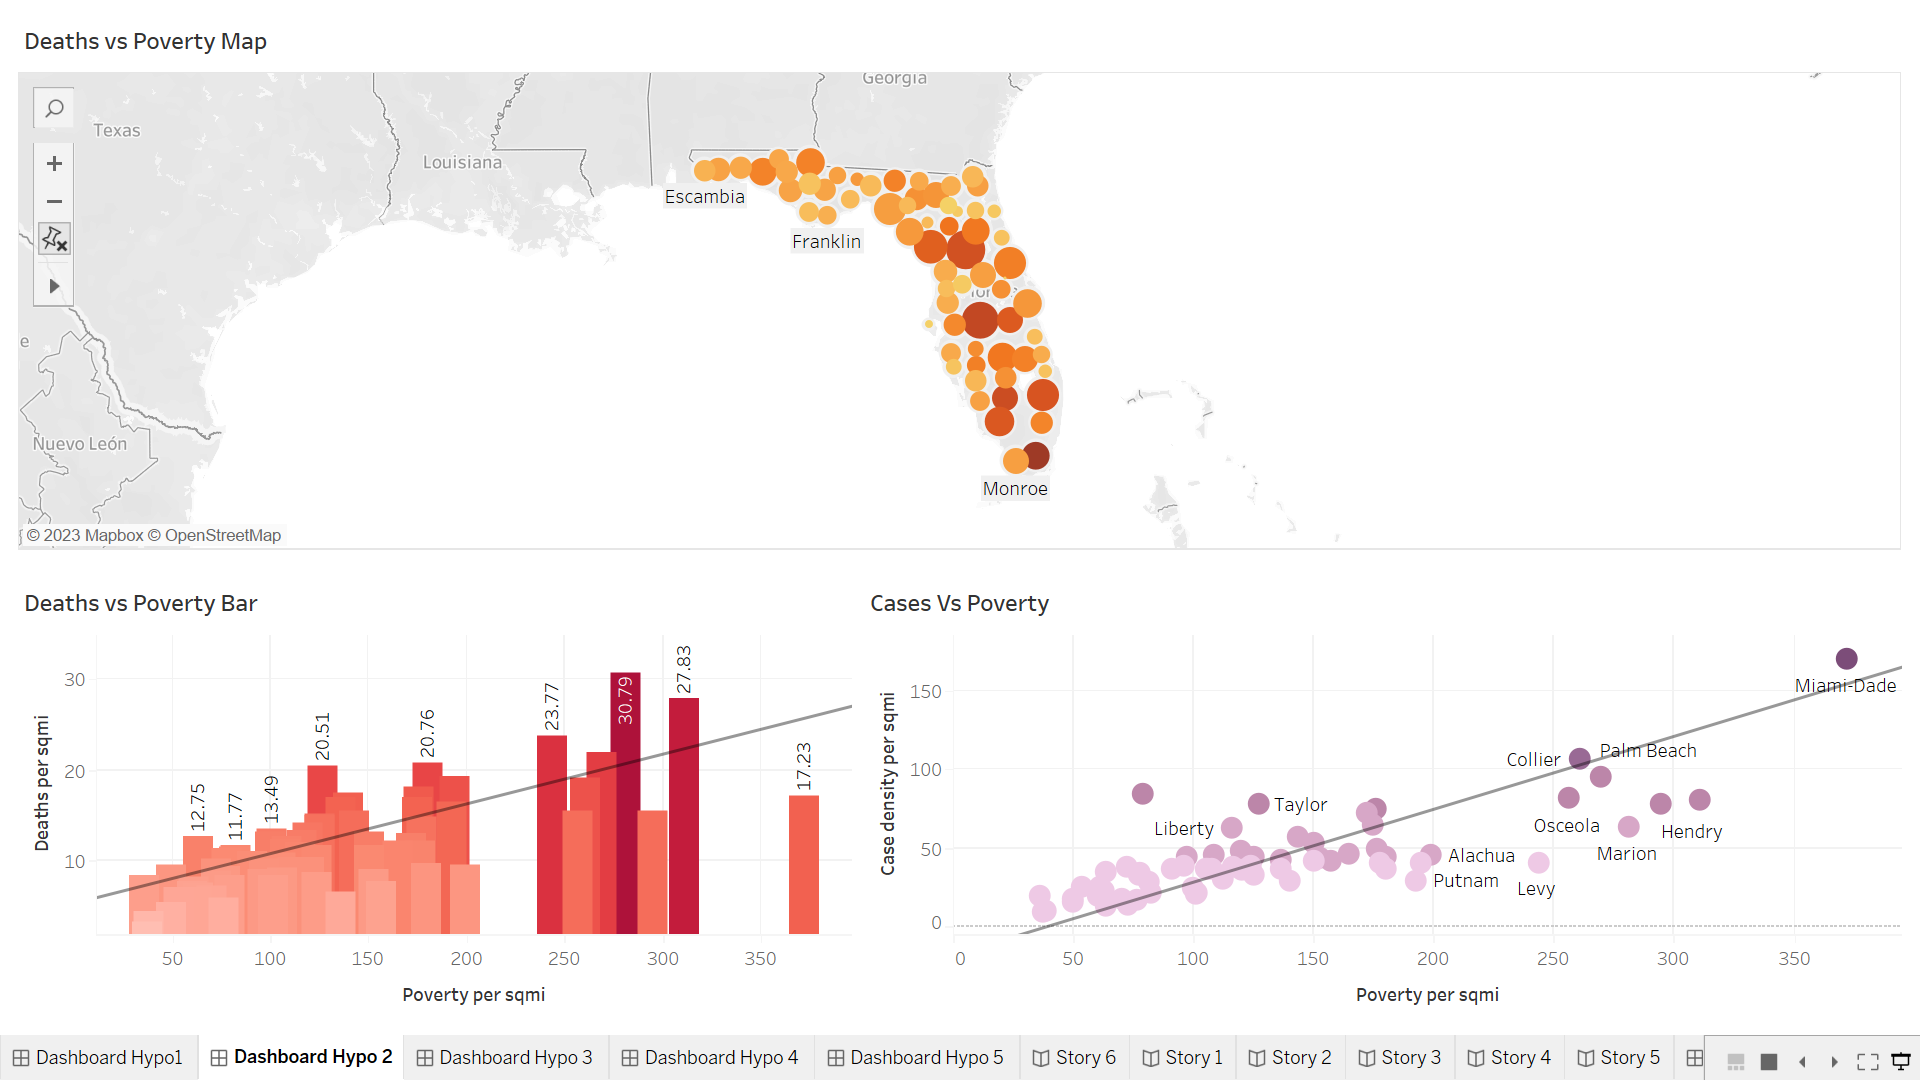 Deaths vs Poverty Map
Georgia
Texas
Louisiana
Escambia
Franklin
e
Nuevo León
Monroe
© 2023 Mapbox © OpenStreetMap
Deaths vs Poverty Bar
Cases Vs Poverty
Deaths per sqmi
30
20
10
12.75
11.77
13.49
20.51
20.76
23.77
30.79
27.83
17.23
50
100
150
200
250
300
350
Poverty per sqmi
Case density per sqmi
150
100
50
0
Miami-Dade
Collier
Palm Beach
Taylor
Liberty
Osceola
Hendry
Marion
Alachua
Putnam
Levy
0
50
100
150
200
250
300
350
Poverty per sqmi
Dashboard Hypo1
Dashboard Hypo 2
Dashboard Hypo 3
Dashboard Hypo 4
Dashboard Hypo 5
Story 6
Story 1
Story 2
Story 3
Story 4
Story 5